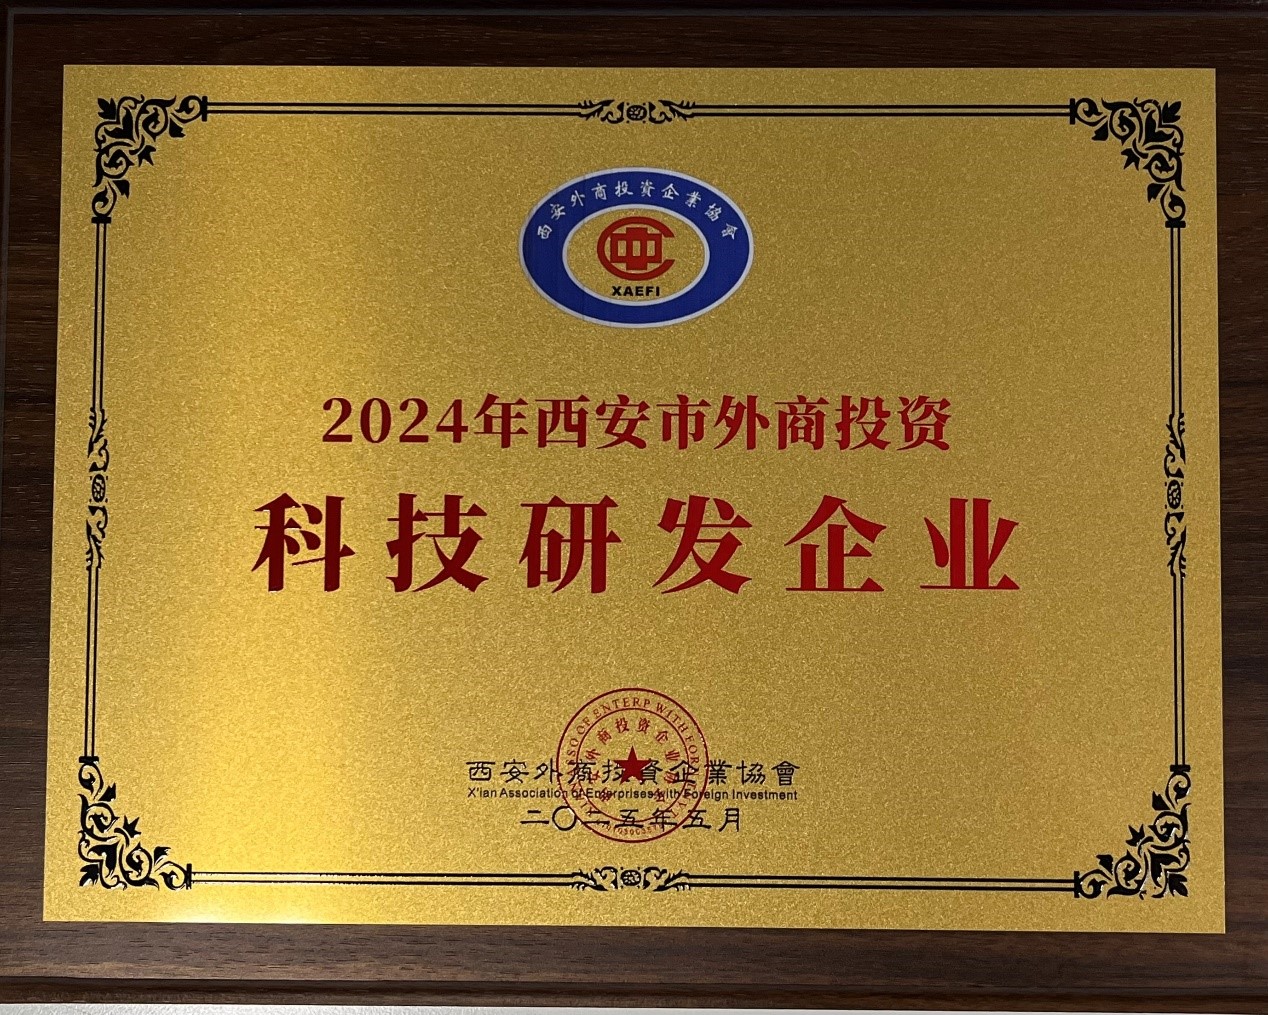 西安外商投資企業協會
XAEFI
2024年西安市外商投资
科技研发企业
西安外商投資企業協會
X'ian Association of Enterprises with Foreign Investment
二〇二五年五月